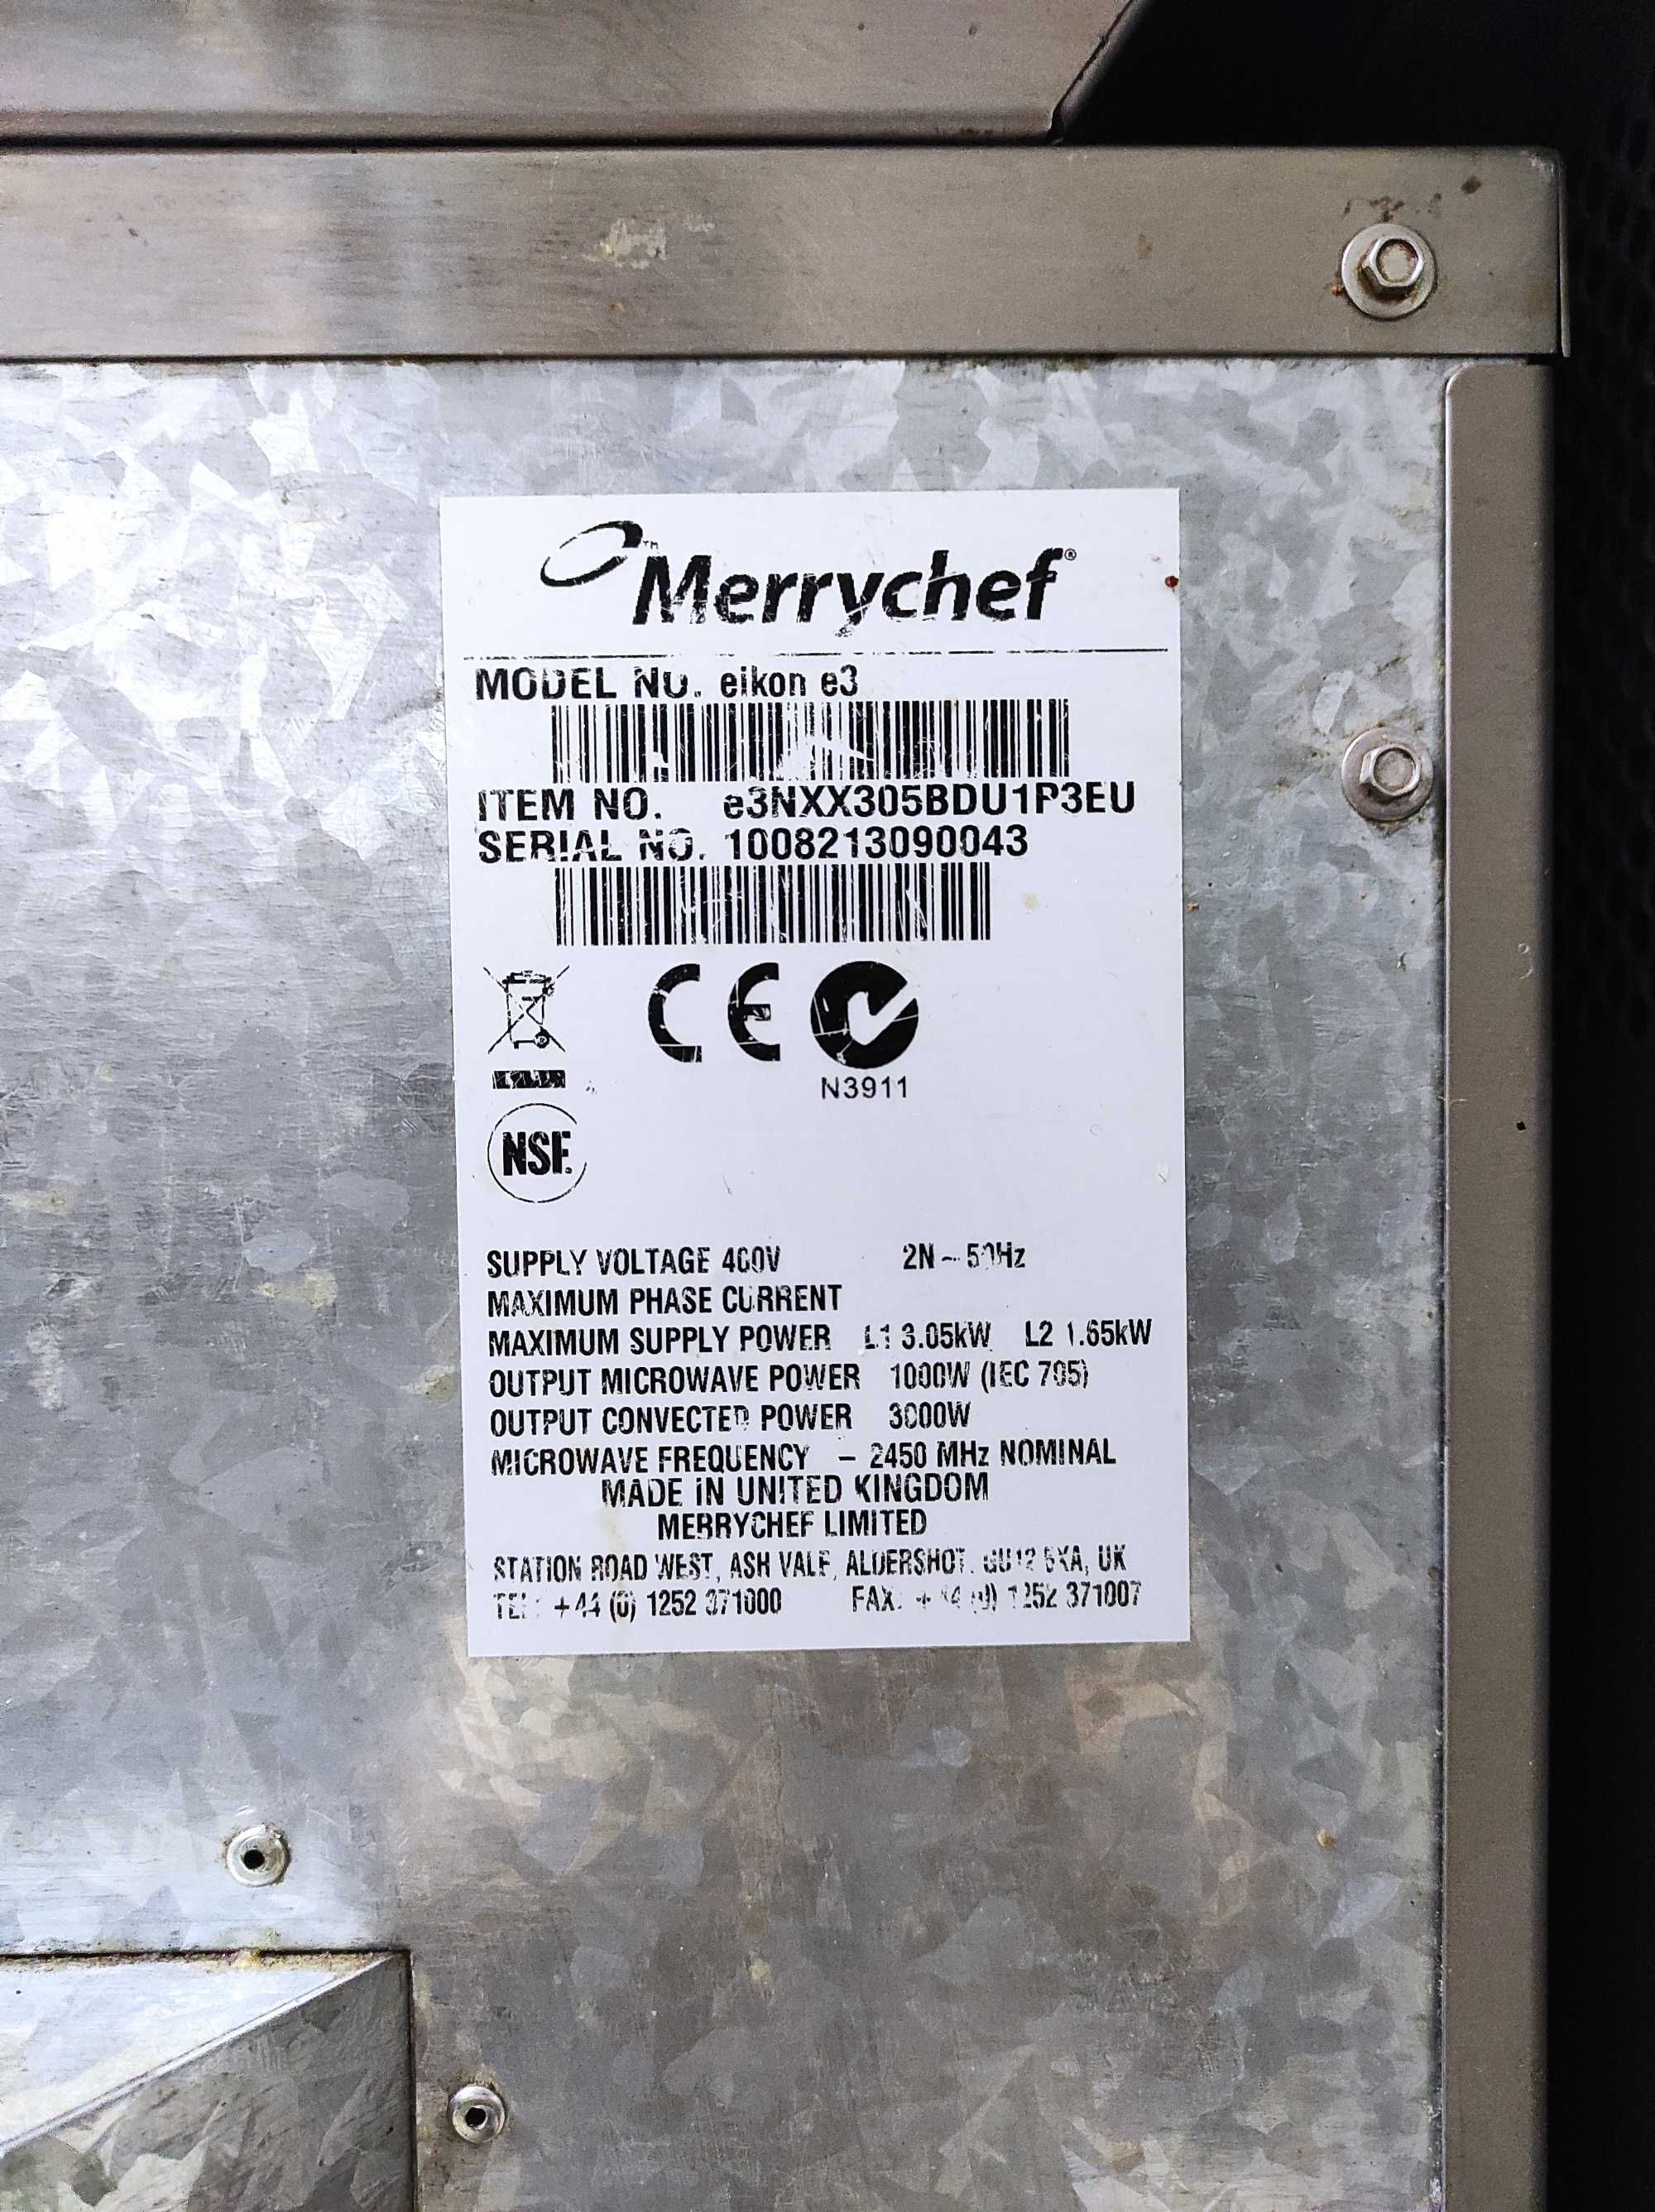 Merrychef®
MODEL NO. eikon e3
ITEM NO. e3NXX305BDU1P3EU
SERIAL NO. 1008213090043
CE
N3911
NSF
SUPPLY VOLTAGE 400V 2N ~ 50Hz
MAXIMUM PHASE CURRENT
MAXIMUM SUPPLY POWER L1 3.05kW L2 1.65kW
OUTPUT MICROWAVE POWER 1000W (IEC 705)
OUTPUT CONVECTED POWER 3000W
MICROWAVE FREQUENCY – 2450 MHz NOMINAL
MADE IN UNITED KINGDOM
MERRYCHEF LIMITED
STATION ROAD WEST, ASH VALE, ALDERSHOT. GU12 5XA, UK
TEL: +44 (0) 1252 371000 FAX: +44 (0) 1252 371007